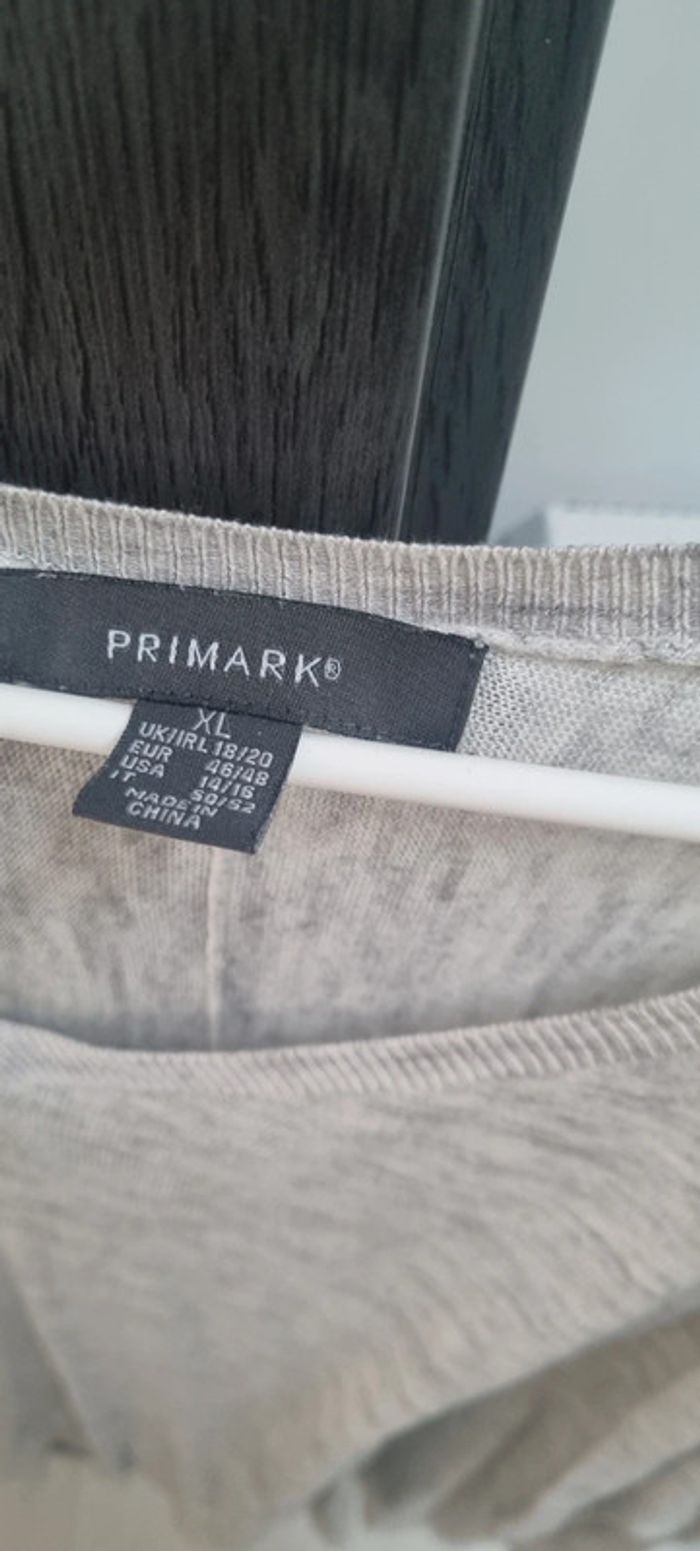 PRIMARK®
XL
UK/IRL 18/20
EUR 46/48
USA 14/16
IT 50/52
MADE IN
CHINA